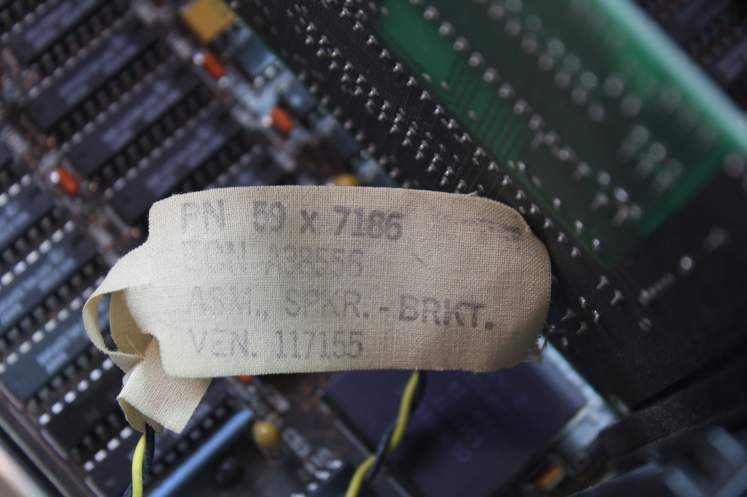 PN 59 X 7186
ECN A38556
ASM., SPKR. - BRKT.
VEN. 117155